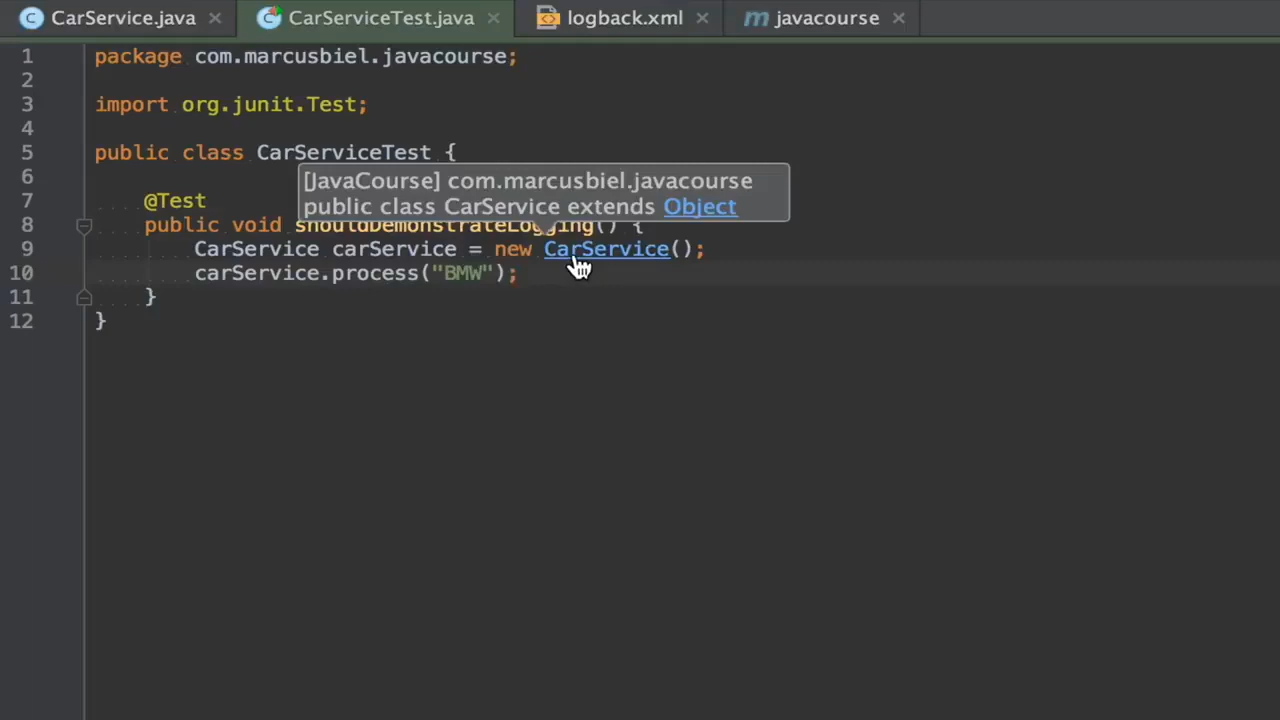 CarService.java
CarServiceTest.java
logback.xml
m javacourse
1 package com.marcusbiel.javacourse;
2
3 import org.junit.Test;
4
5 public class CarServiceTest {
6
[JavaCourse] com.marcusbiel.javacourse
public class CarService extends Object
7 @Test
8 public void shouldDemonstrateLogging() {
9 CarService carService = new CarService();
10 carService.process("BMW");
11 }
12 }